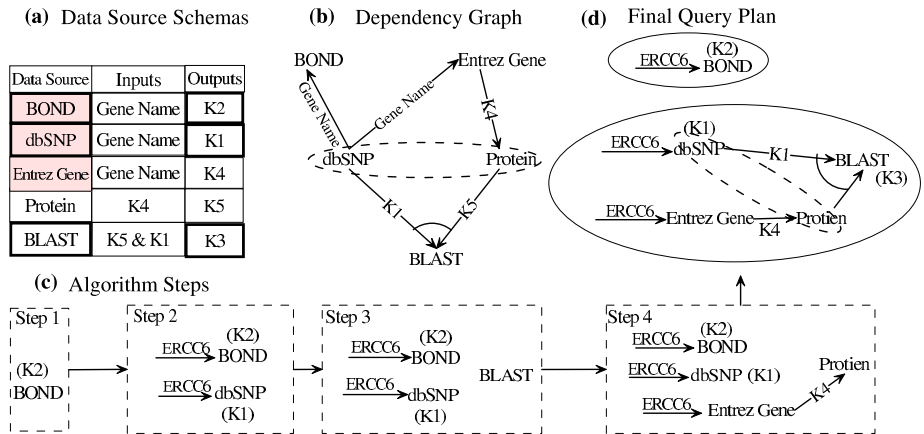 (a) Data Source Schemas
Data Source Inputs Outputs
BOND Gene Name K2
dbSNP Gene Name K1
Entrez Gene Gene Name K4
Protein K4 K5
BLAST K5 & K1 K3
(b) Dependency Graph
BOND
Entrez Gene
Gene Name
Gene Name
K4
dbSNP
Protein
K1
K5
BLAST
(d) Final Query Plan
(K2)
ERCC6
BOND
(K1)
ERCC6
dbSNP
K1
BLAST
(K3)
ERCC6
Entrez Gene
K4
Protien
(c) Algorithm Steps
Step 1
(K2)
BOND
Step 2
(K2)
ERCC6
BOND
ERCC6
dbSNP
(K1)
Step 3
(K2)
ERCC6
BOND
BLAST
ERCC6
dbSNP
(K1)
Step 4
(K2)
ERCC6
BOND
Protien
ERCC6
dbSNP (K1)
K4
ERCC6
Entrez Gene